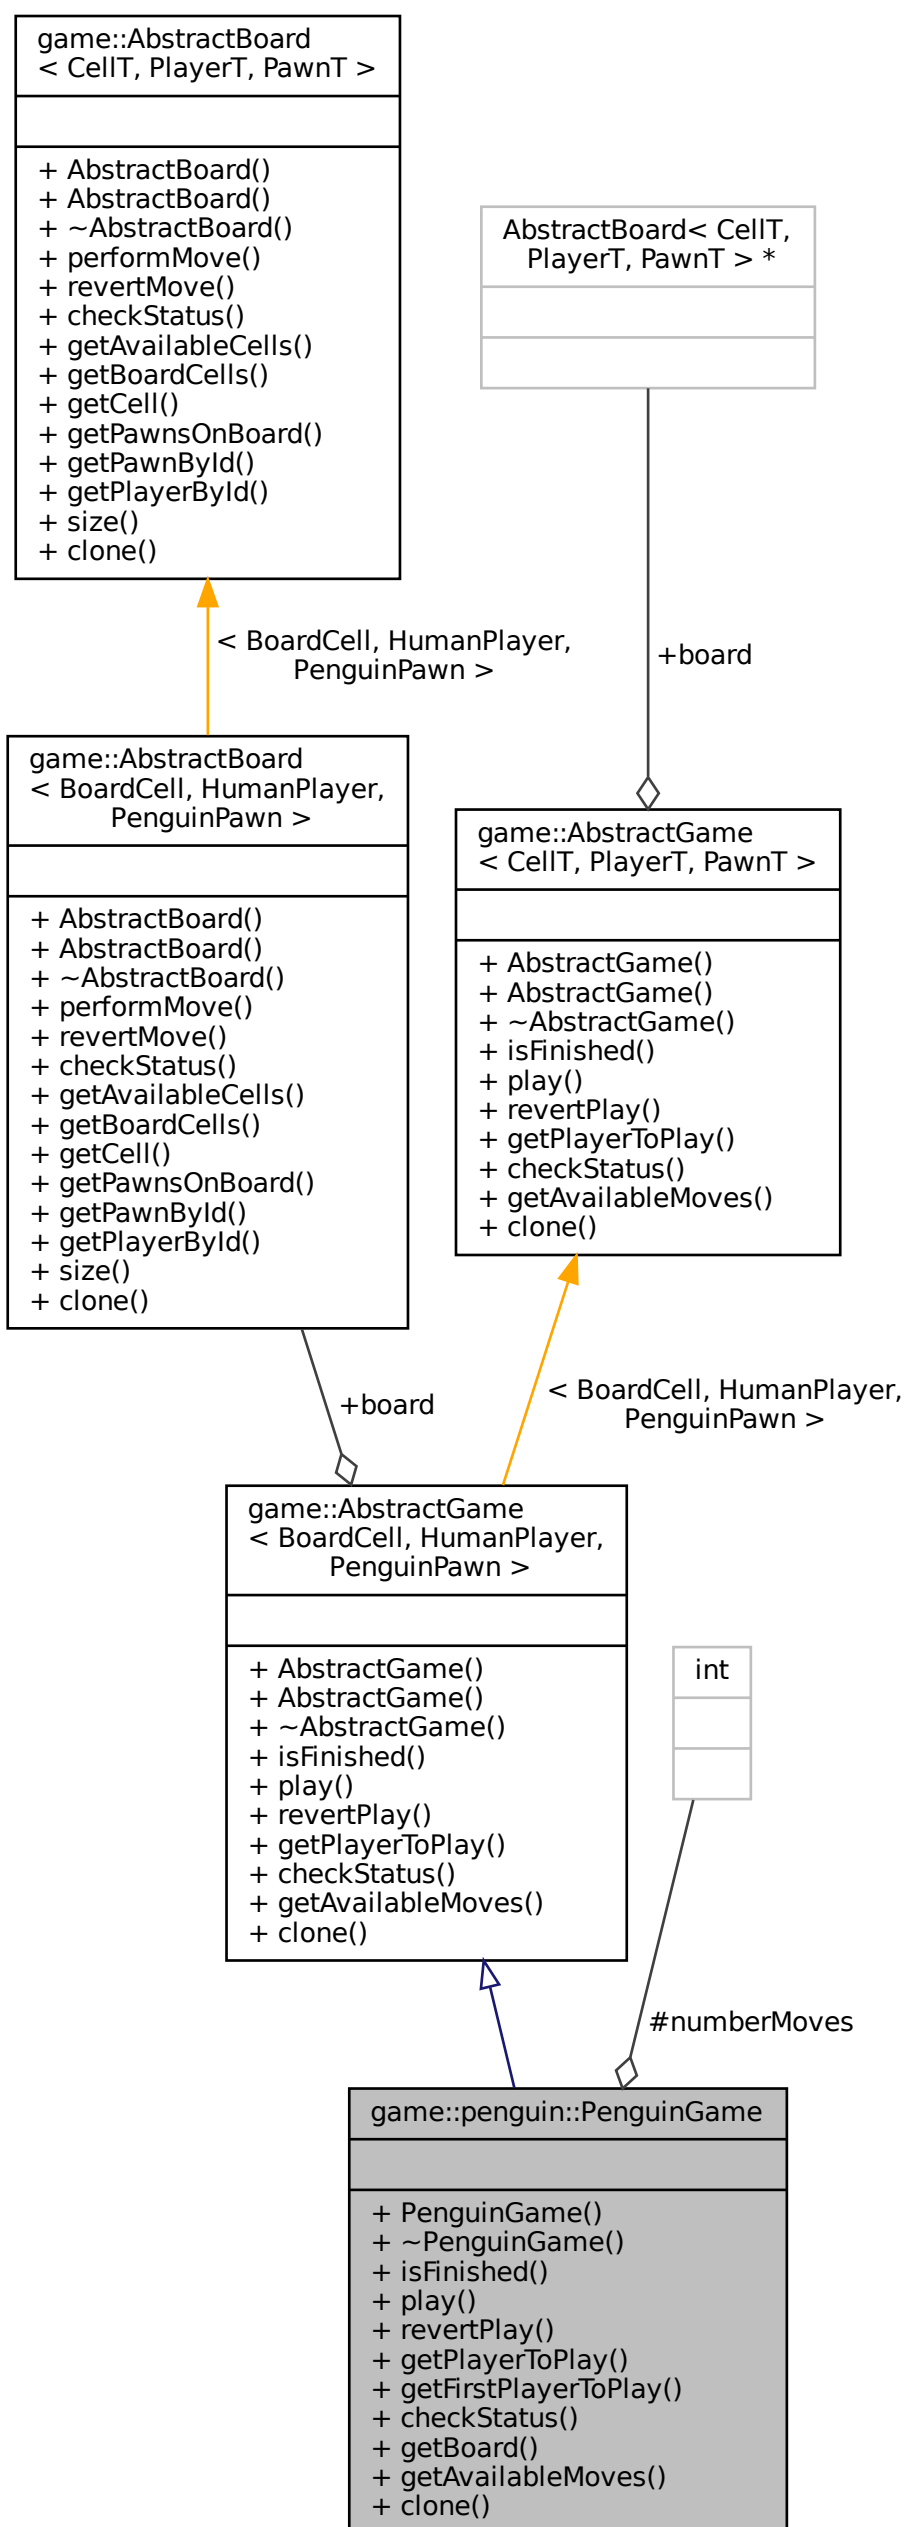 game::AbstractBoard
< CellT, PlayerT, PawnT >
+ AbstractBoard()
+ AbstractBoard()
+ ~AbstractBoard()
+ performMove()
+ revertMove()
+ checkStatus()
+ getAvailableCells()
+ getBoardCells()
+ getCell()
+ getPawnsOnBoard()
+ getPawnById()
+ getPlayerById()
+ size()
+ clone()
AbstractBoard< CellT,
PlayerT, PawnT > *
< BoardCell, HumanPlayer,
PenguinPawn >
+board
game::AbstractBoard
< BoardCell, HumanPlayer,
PenguinPawn >
+ AbstractBoard()
+ AbstractBoard()
+ ~AbstractBoard()
+ performMove()
+ revertMove()
+ checkStatus()
+ getAvailableCells()
+ getBoardCells()
+ getCell()
+ getPawnsOnBoard()
+ getPawnById()
+ getPlayerById()
+ size()
+ clone()
game::AbstractGame
< CellT, PlayerT, PawnT >
+ AbstractGame()
+ AbstractGame()
+ ~AbstractGame()
+ isFinished()
+ play()
+ revertPlay()
+ getPlayerToPlay()
+ checkStatus()
+ getAvailableMoves()
+ clone()
+board
< BoardCell, HumanPlayer,
PenguinPawn >
game::AbstractGame
< BoardCell, HumanPlayer,
PenguinPawn >
+ AbstractGame()
+ AbstractGame()
+ ~AbstractGame()
+ isFinished()
+ play()
+ revertPlay()
+ getPlayerToPlay()
+ checkStatus()
+ getAvailableMoves()
+ clone()
int
#numberMoves
game::penguin::PenguinGame
+ PenguinGame()
+ ~PenguinGame()
+ isFinished()
+ play()
+ revertPlay()
+ getPlayerToPlay()
+ getFirstPlayerToPlay()
+ checkStatus()
+ getBoard()
+ getAvailableMoves()
+ clone()